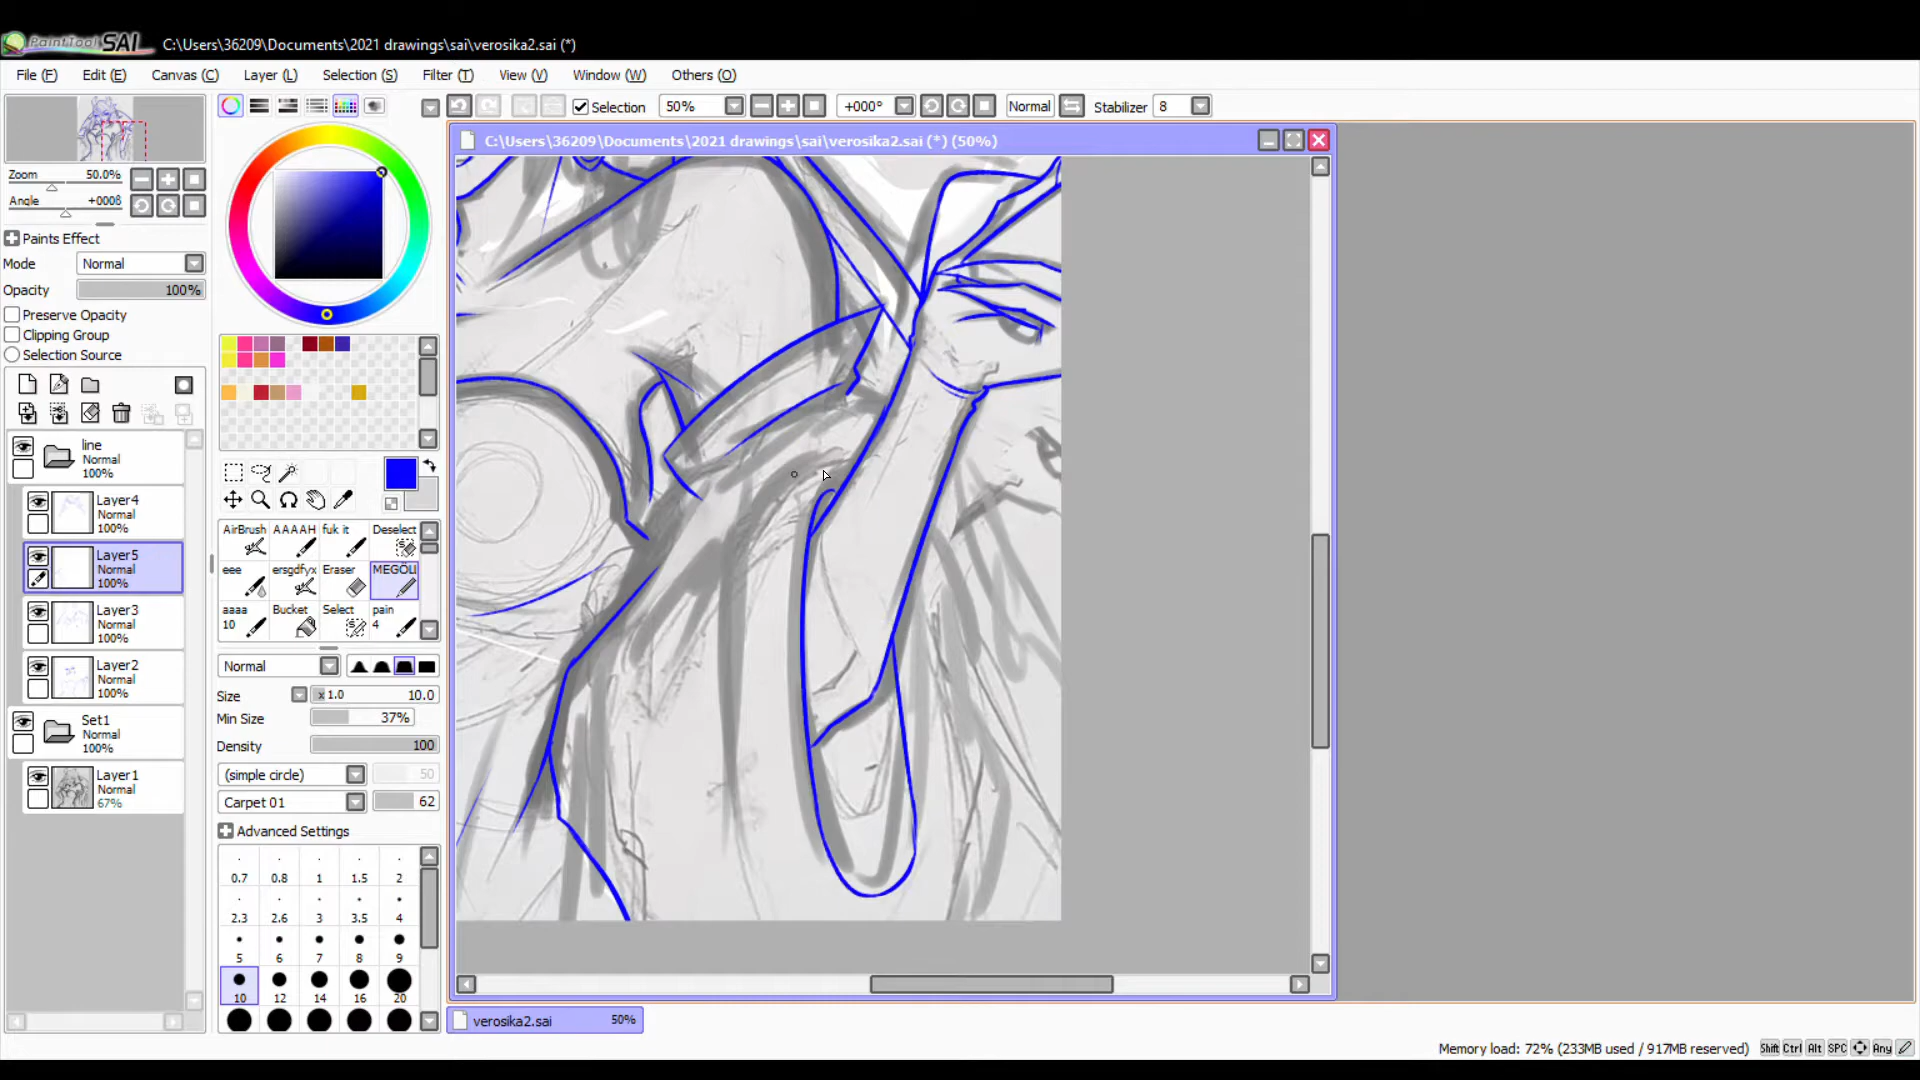 PaintTool SAI C:\Users\36209\Documents\2021 drawings\sai\verosika2.sai (*)
File (F) Edit (E) Canvas (C) Layer (L) Selection (S) Filter (T) View (V) Window (W) Others (O)
Selection 50% +000° Normal Stabilizer 8
C:\Users\36209\Documents\2021 drawings\sai\verosika2.sai (*) (50%)
Zoom 50.0%
Angle +000ß
Paints Effect
Mode Normal
Opacity 100%
Preserve Opacity
Clipping Group
Selection Source
line
Normal
100%
Layer4
Normal
100%
Layer5
Normal
100%
Layer3
Normal
100%
Layer2
Normal
100%
Set1
Normal
100%
Layer1
Normal
67%
AirBrush AAAAH fuk it Deselect
eee ersgdfyx Eraser MEGOLI
aaaa Bucket Select pain
10 4
Normal
Size x 1.0 10.0
Min Size 37%
Density 100
(simple circle) 50
Carpet 01 62
Advanced Settings
0.7 0.8 1 1.5 2
2.3 2.6 3 3.5 4
5 6 7 8 9
10 12 14 16 20
verosika2.sai 50%
Memory load: 72% (233MB used / 917MB reserved) Shift Ctrl Alt SPC Any